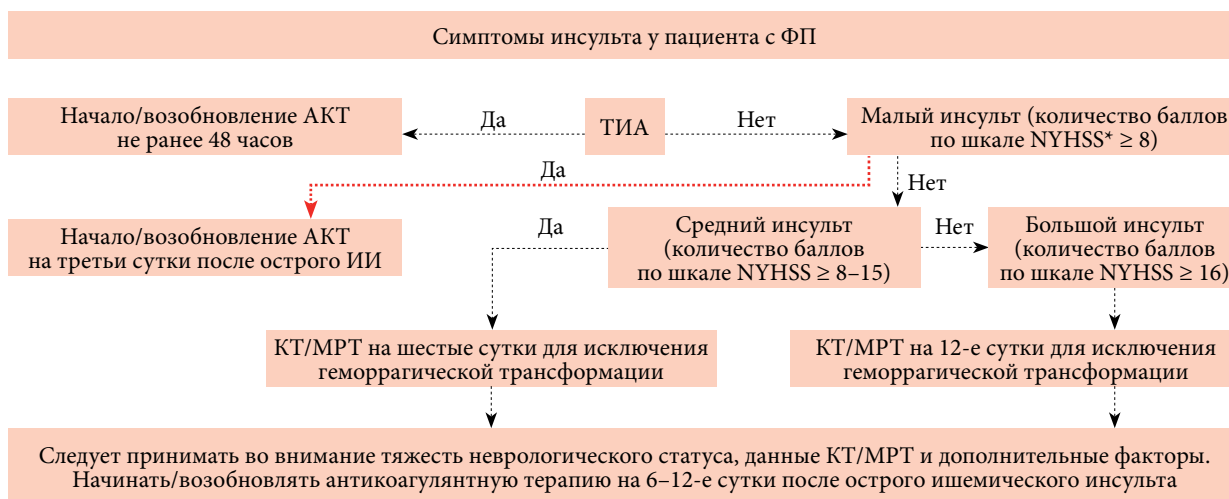 Симптомы инсульта у пациента с ФП
Начало/возобновление АКТ
не ранее 48 часов
Да
ТИА
Нет
Малый инсульт (количество баллов
по шкале NYHSS* ≥ 8)
Да
Нет
Начало/возобновление АКТ
на третьи сутки после острого ИИ
Да
Средний инсульт
(количество баллов
по шкале NYHSS ≥ 8–15)
Нет
Большой инсульт
(количество баллов
по шкале NYHSS ≥ 16)
КТ/МРТ на шестые сутки для исключения
геморрагической трансформации
КТ/МРТ на 12-е сутки для исключения
геморрагической трансформации
Следует принимать во внимание тяжесть неврологического статуса, данные КТ/МРТ и дополнительные факторы.
Начинать/возобновлять антикоагулянтную терапию на 6–12-е сутки после острого ишемического инсульта